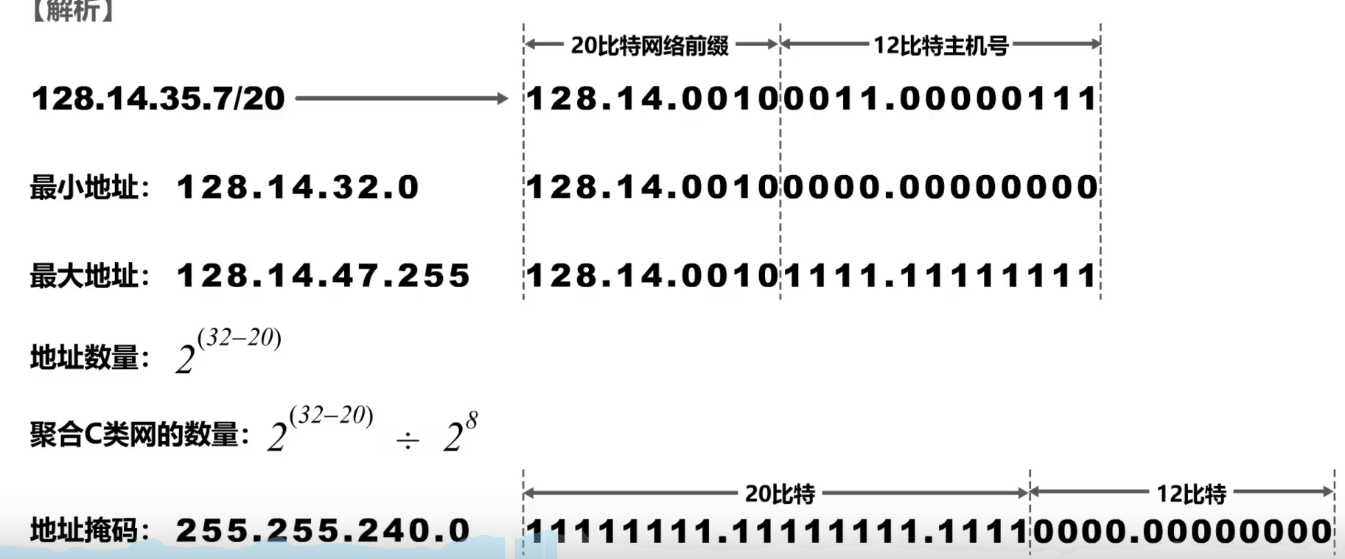 【解析】
20比特网络前缀 12比特主机号
128.14.35.7/20 128.14.00100011.00000111
最小地址： 128.14.32.0 128.14.00100000.00000000
最大地址： 128.14.47.255 128.14.00101111.11111111
地址数量： 2^(32–20)
聚合C类网的数量： 2^(32–20) ÷ 2^8
20比特 12比特
地址掩码： 255.255.240.0 11111111.11111111.11110000.00000000